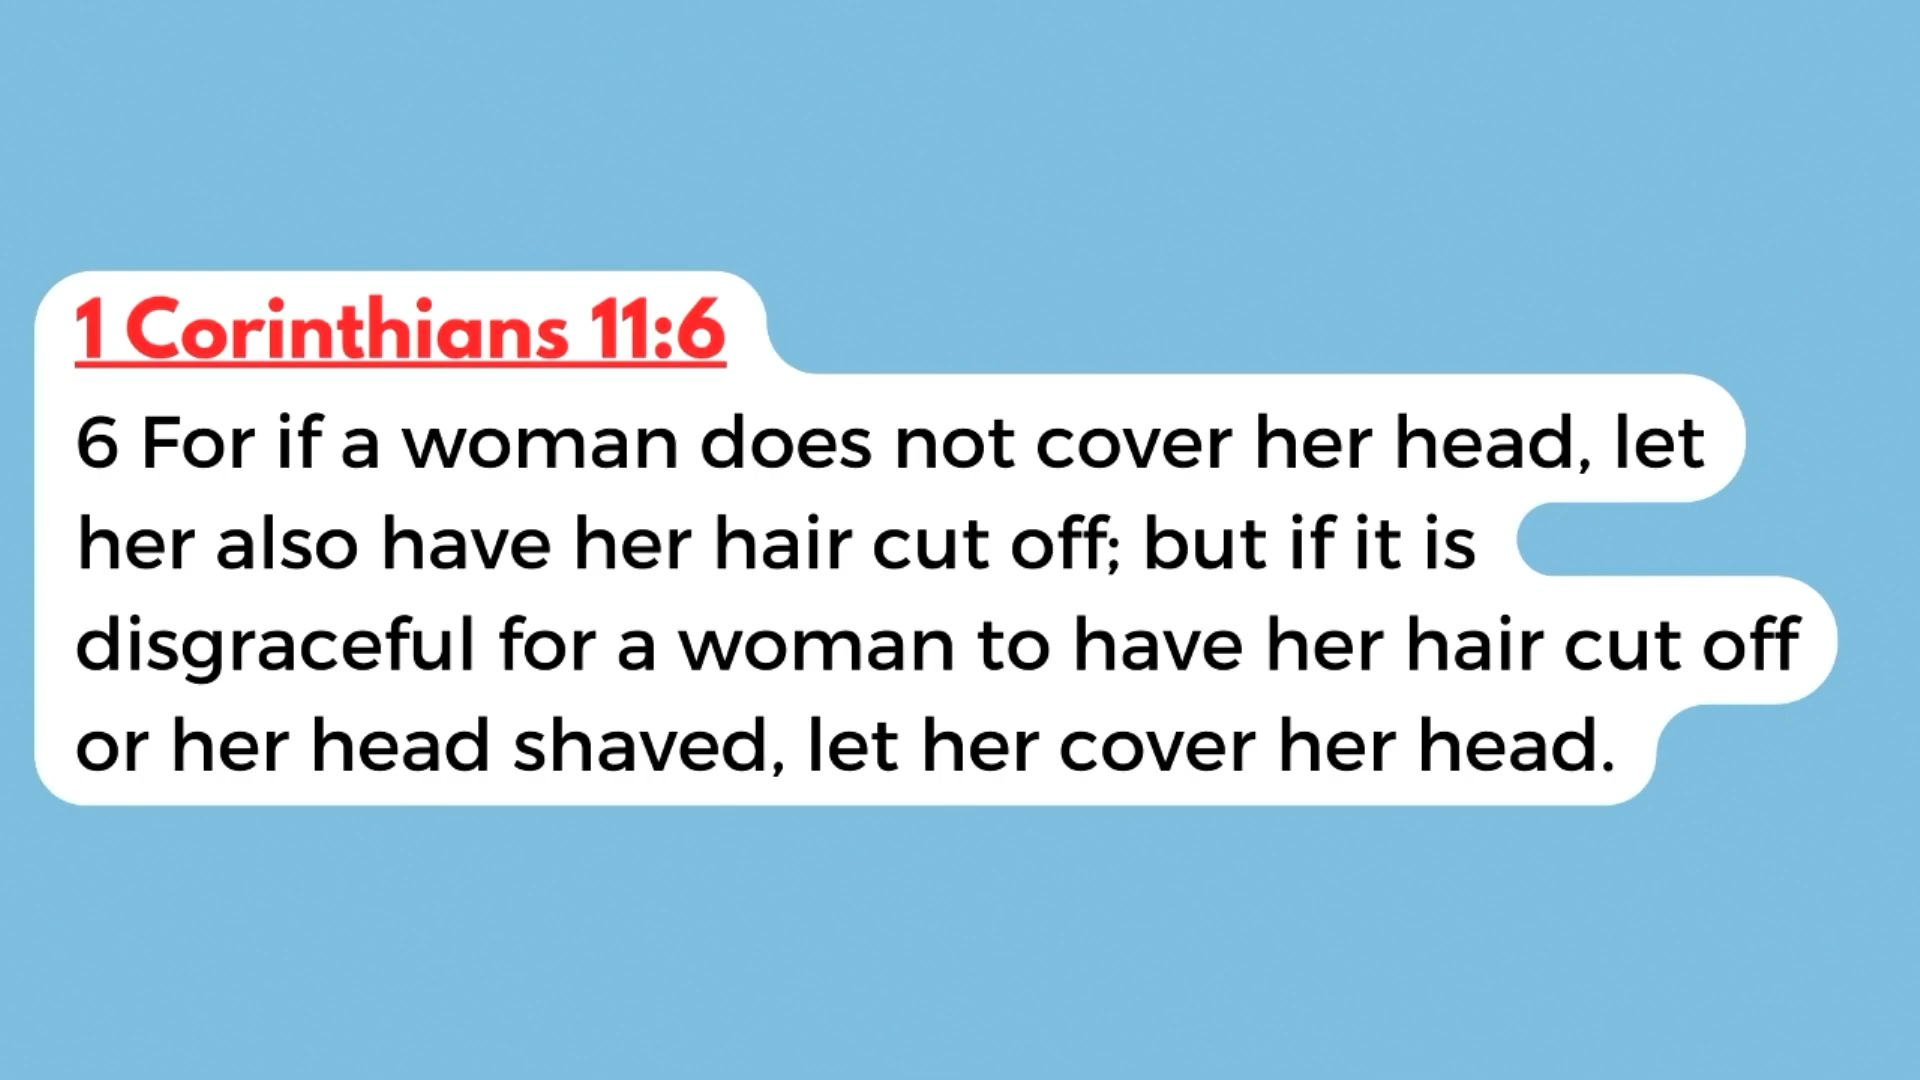 1 Corinthians 11:6
6 For if a woman does not cover her head, let
her also have her hair cut off; but if it is
disgraceful for a woman to have her hair cut off
or her head shaved, let her cover her head.